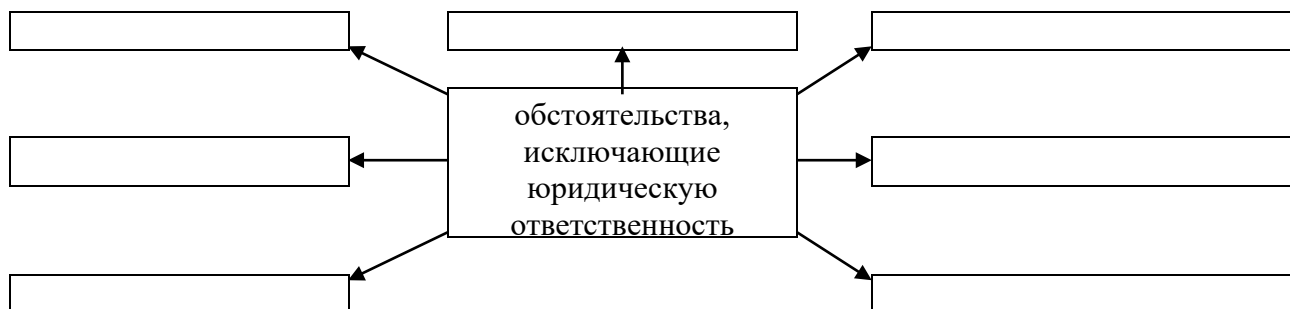 обстоятельства,
исключающие
юридическую
ответственность